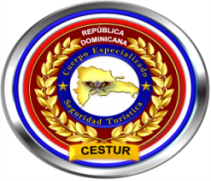 REPÚBLICA
DOMINICANA
Cuerpo Especializado
Seguridad Turística
CESTUR